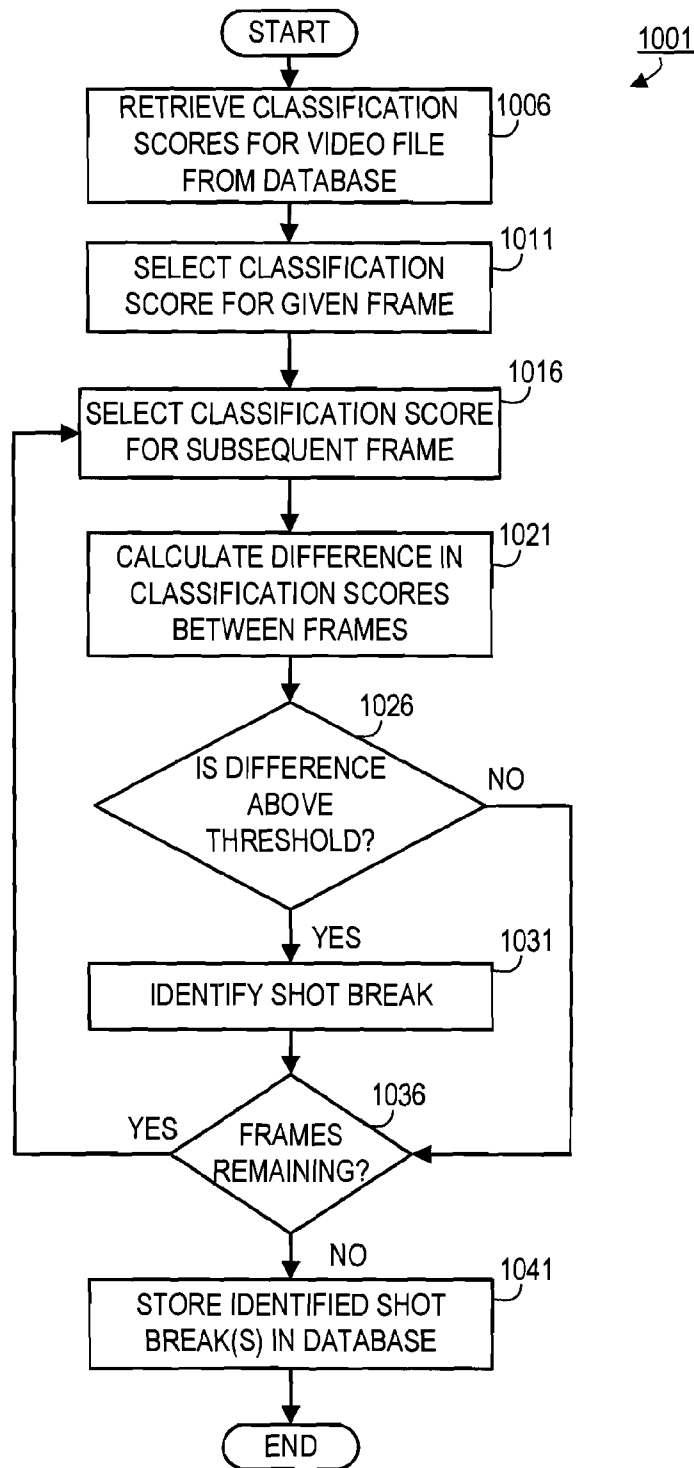 START
1001
RETRIEVE CLASSIFICATION
SCORES FOR VIDEO FILE
FROM DATABASE
1006
SELECT CLASSIFICATION
SCORE FOR GIVEN FRAME
1011
SELECT CLASSIFICATION SCORE
FOR SUBSEQUENT FRAME
1016
CALCULATE DIFFERENCE IN
CLASSIFICATION SCORES
BETWEEN FRAMES
1021
IS DIFFERENCE
ABOVE
THRESHOLD?
1026
NO
YES
IDENTIFY SHOT BREAK
1031
FRAMES
REMAINING?
1036
YES
NO
STORE IDENTIFIED SHOT
BREAK(S) IN DATABASE
1041
END